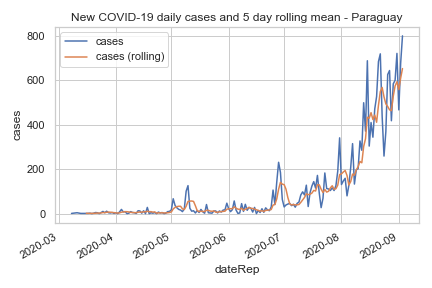 New COVID-19 daily cases and 5 day rolling mean - Paraguay
cases
cases (rolling)
800
600
400
200
0
cases
2020-03
2020-04
2020-05
2020-06
2020-07
2020-08
2020-09
dateRep